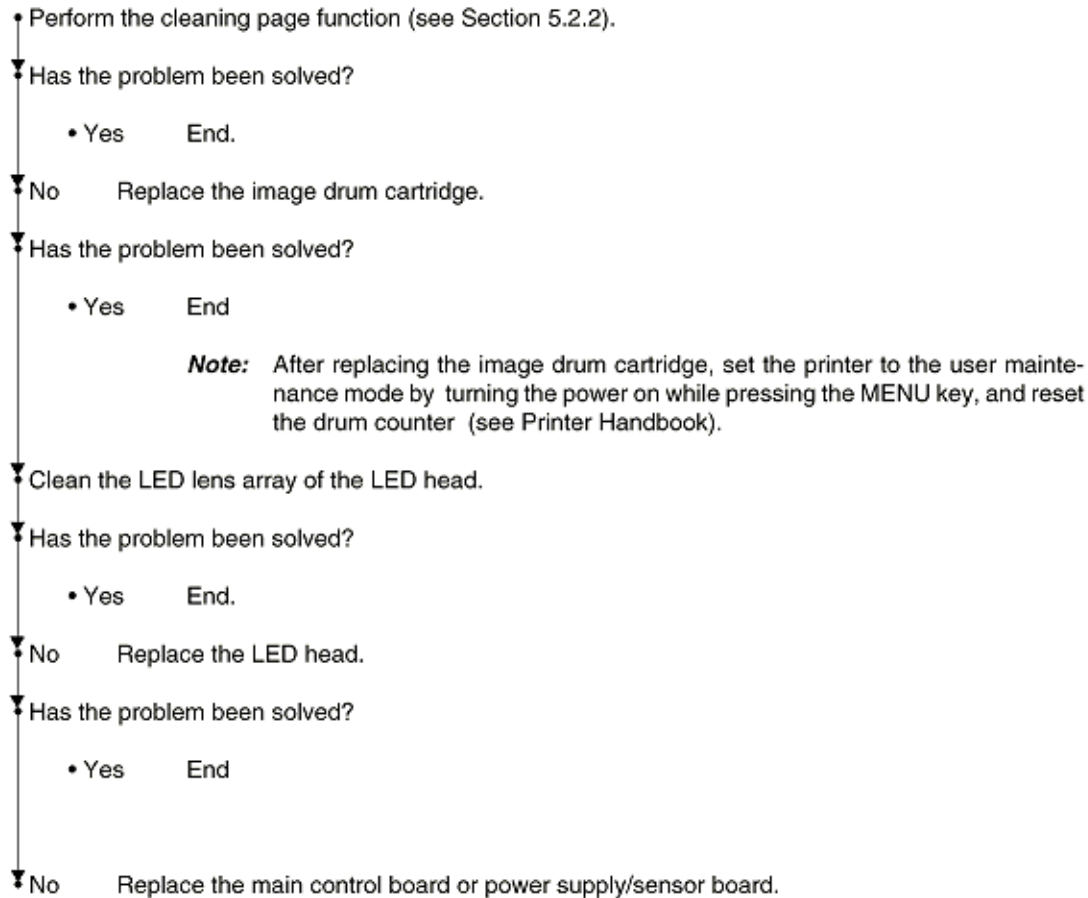 • Perform the cleaning page function (see Section 5.2.2).
• Has the problem been solved?
• Yes End.
• No Replace the image drum cartridge.
• Has the problem been solved?
• Yes End
Note: After replacing the image drum cartridge, set the printer to the user mainte-
nance mode by turning the power on while pressing the MENU key, and reset
the drum counter (see Printer Handbook).
• Clean the LED lens array of the LED head.
• Has the problem been solved?
• Yes End.
• No Replace the LED head.
• Has the problem been solved?
• Yes End
• No Replace the main control board or power supply/sensor board.